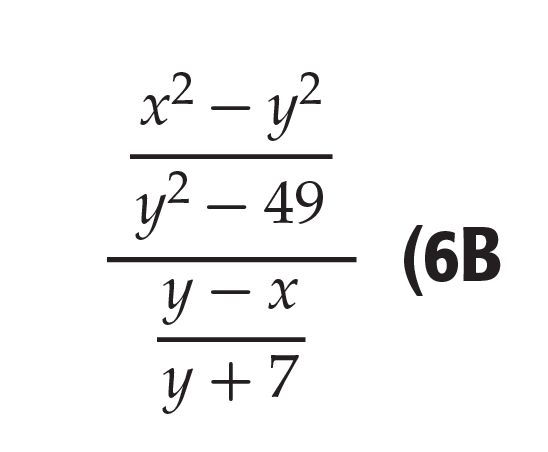 x² − y²
y² − 49
(6B
y − x
y + 7